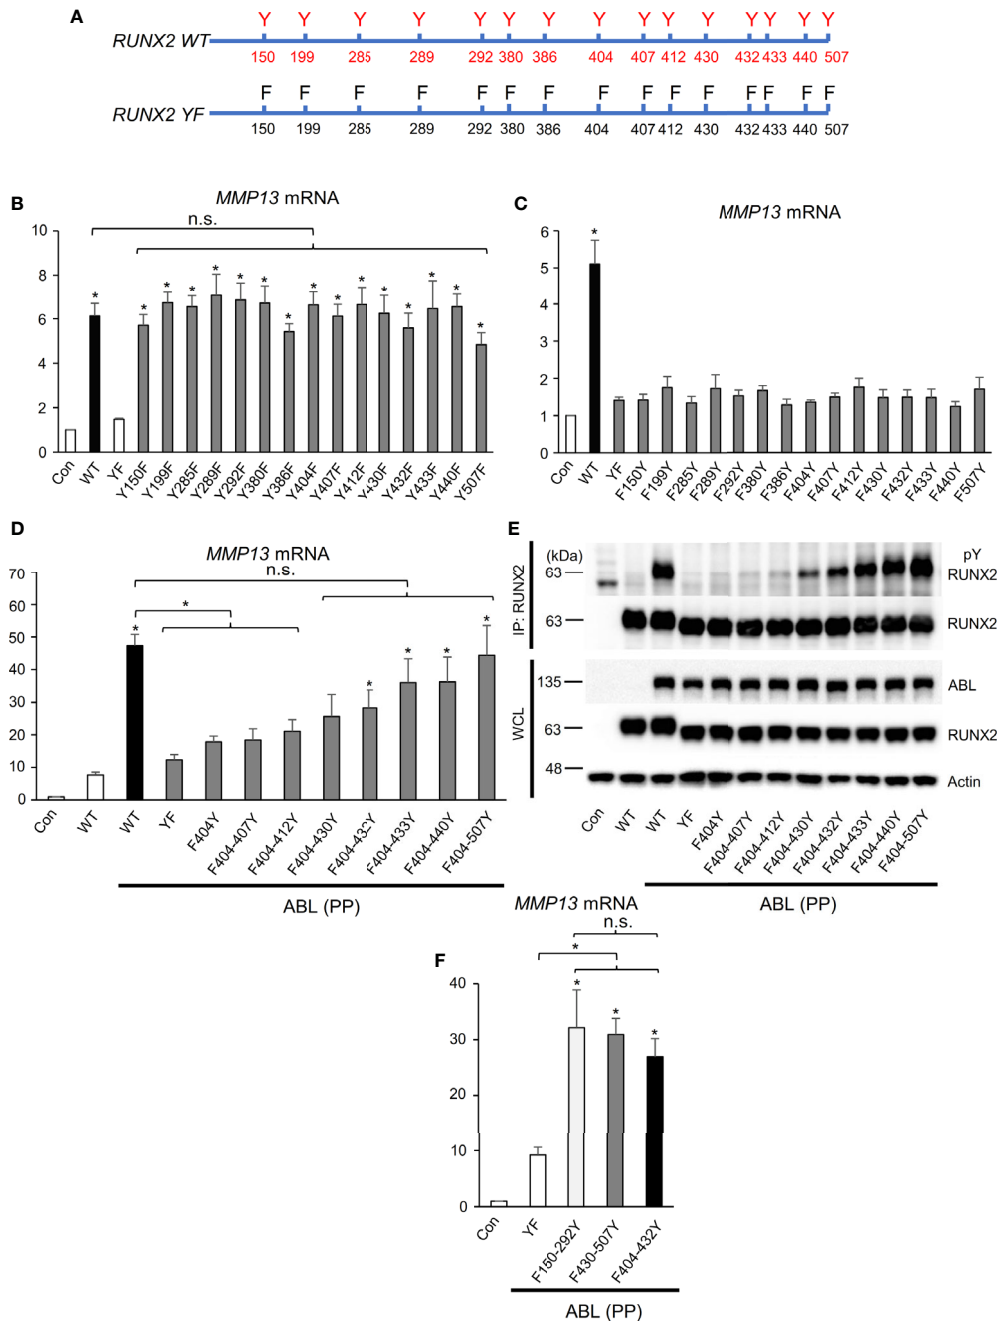 A
Y Y Y Y Y Y Y Y Y Y Y Y Y Y Y
RUNX2 WT
150 199 285 289 292 380 386 404 407 412 430 432 433 440 507
F F F F F F F F F F F F F F F
RUNX2 YF
150 199 285 289 292 380 386 404 407 412 430 432 433 440 507
B
MMP13 mRNA
n.s.
10
8
6
4
2
0
* * * * * * * * * * * * * * * *
Con WT YF Y150F Y199F Y285F Y289F Y292F Y380F Y386F Y404F Y407F Y412F Y430F Y432F Y433F Y440F Y507F
C
MMP13 mRNA
6
5
4
3
2
1
0
*
Con WT YF F150Y F199Y F285Y F289Y F292Y F380Y F386Y F404Y F407Y F412Y F430Y F432Y F433Y F440Y F507Y
D
MMP13 mRNA
n.s.
*
70
60
50
40
30
20
10
0
* * * * *
Con WT WT YF F404Y F404-407Y F404-412Y F404-430Y F404-432Y F404-433Y F404-440Y F404-507Y
ABL (PP)
E
IP: RUNX2
(kDa)
63
pY
RUNX2
63
RUNX2
WCL
135
ABL
63
RUNX2
48
Actin
Con WT WT YF F404Y F404-407Y F404-412Y F404-430Y F404-432Y F404-433Y F404-440Y F404-507Y
ABL (PP)
F
MMP13 mRNA
n.s.
*
40
30
20
10
0
* * *
Con YF F150-292Y F430-507Y F404-432Y
ABL (PP)